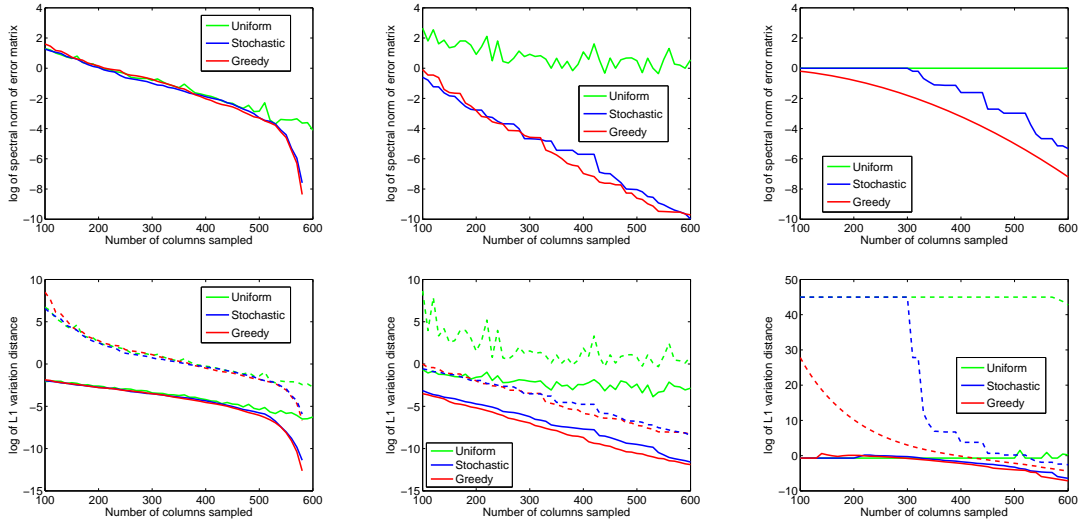 4
2
0
−2
−4
−6
−8
−10
100 200 300 400 500 600
log of spectral norm of error matrix
Number of columns sampled
Uniform
Stochastic
Greedy
4
2
0
−2
−4
−6
−8
−10
100 200 300 400 500 600
log of spectral norm of error matrix
Number of columns sampled
Uniform
Stochastic
Greedy
4
2
0
−2
−4
−6
−8
−10
100 200 300 400 500 600
log of spectral norm of error matrix
Number of columns sampled
Uniform
Stochastic
Greedy
10
5
0
−5
−10
−15
100 200 300 400 500 600
log of L1 variation distance
Number of columns sampled
Uniform
Stochastic
Greedy
10
5
0
−5
−10
−15
100 200 300 400 500 600
log of L1 variation distance
Number of columns sampled
Uniform
Stochastic
Greedy
50
40
30
20
10
0
−10
100 200 300 400 500 600
log of L1 variation distance
Number of columns sampled
Uniform
Stochastic
Greedy